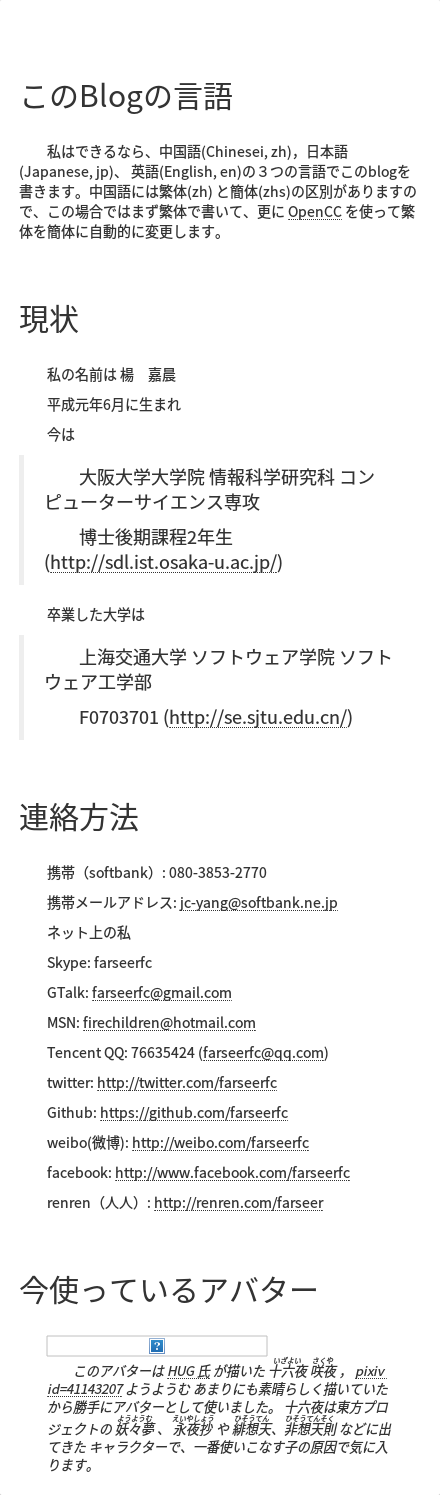 このBlogの言語
私はできるなら、中国語(Chinesei, zh)，日本語
(Japanese, jp)、 英語(English, en)の３つの言語でこのblogを
書きます。中国語には繁体(zh) と簡体(zhs)の区別がありますの
で、この場合ではまず繁体で書いて、更に OpenCC を使って繁
体を簡体に自動的に変更します。
現状
私の名前は 楊　嘉晨
平成元年6月に生まれ
今は
大阪大学大学院 情報科学研究科 コン
ピューターサイエンス専攻
博士後期課程2年生
(http://sdl.ist.osaka-u.ac.jp/)
卒業した大学は
上海交通大学 ソフトウェア学院 ソフト
ウェア工学部
F0703701 (http://se.sjtu.edu.cn/)
連絡方法
携帯（softbank）: 080-3853-2770
携帯メールアドレス: jc-yang@softbank.ne.jp
ネット上の私
Skype: farseerfc
GTalk: farseerfc@gmail.com
MSN: firechildren@hotmail.com
Tencent QQ: 76635424 (farseerfc@qq.com)
twitter: http://twitter.com/farseerfc
Github: https://github.com/farseerfc
weibo(微博): http://weibo.com/farseerfc
facebook: http://www.facebook.com/farseerfc
renren（人人）: http://renren.com/farseer
今使っているアバター
いざよい さくや
このアバターは HUG 氏 が描いた 十六夜 咲夜 ， pixiv
id=41143207 ようようむ あまりにも素晴らしく描いていた
から勝手にアバターとして使いました。 十六夜は東方プロ
ようようむ えいやしょう ひそうてん ひそうてんそく
ジェクトの 妖々夢 、 永夜抄 や 緋想天、非想天則 などに出
てきた キャラクターで、一番使いこなす子の原因で気に入
ります。